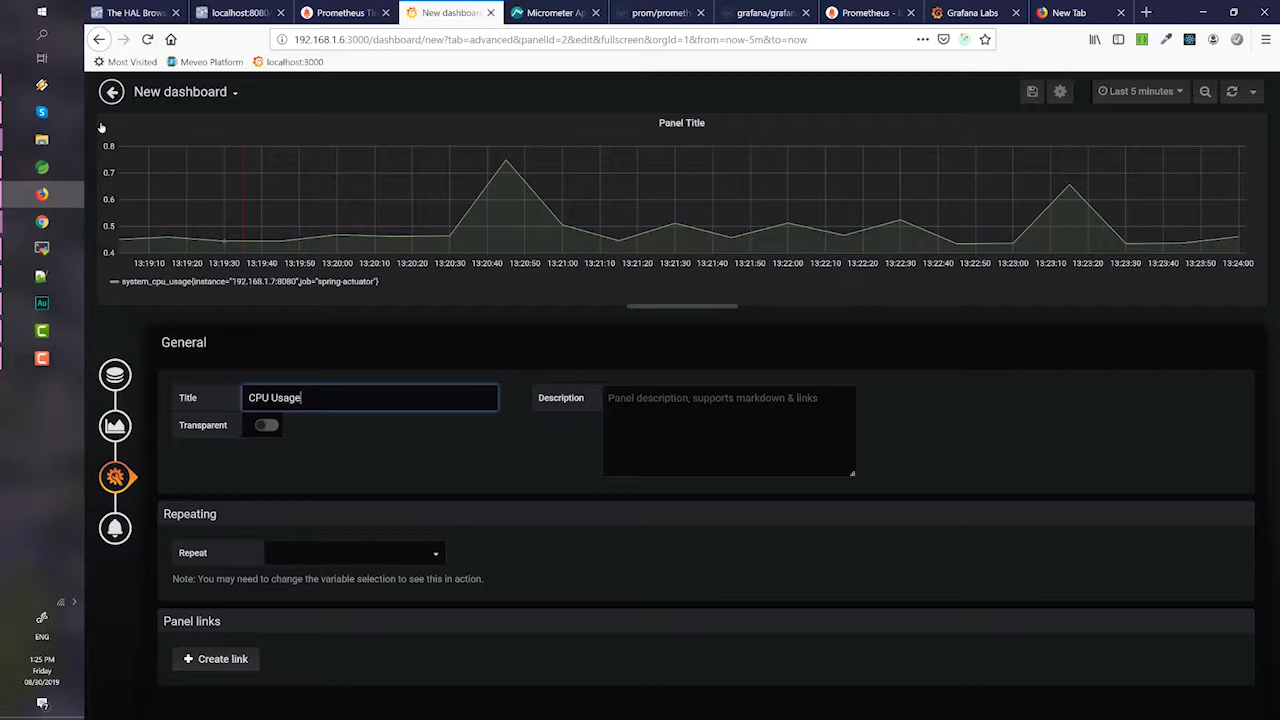 The HAL Brows
localhost:8080/
Prometheus Ti
New dashboar
Micrometer Ap
prom/prometh
grafana/grafan
Prometheus - M
Grafana Labs
New Tab
192.168.1.6:3000/dashboard/new?tab=advanced&panelId=2&edit&fullscreen&orgId=1&from=now-5m&to=now
Most Visited
Meveo Platform
localhost:3000
New dashboard
Last 5 minutes
Panel Title
0.8
0.7
0.6
0.5
0.4
13:19:10 13:19:20 13:19:30 13:19:40 13:19:50 13:20:00 13:20:10 13:20:20 13:20:30 13:20:40 13:20:50 13:21:00 13:21:10 13:21:20 13:21:30 13:21:40 13:21:50 13:22:00 13:22:10 13:22:20 13:22:30 13:22:40 13:22:50 13:23:00 13:23:10 13:23:20 13:23:30 13:23:40 13:23:50 13:24:00
system_cpu_usage{instance="192.168.1.7:8080",job="spring-actuator"}
General
Title
CPU Usage
Description
Panel description, supports markdown & links
Transparent
Repeating
Repeat
Note: You may need to change the variable selection to see this in action.
Panel links
Create link
Au
ENG
1:25 PM
Friday
08/30/2019